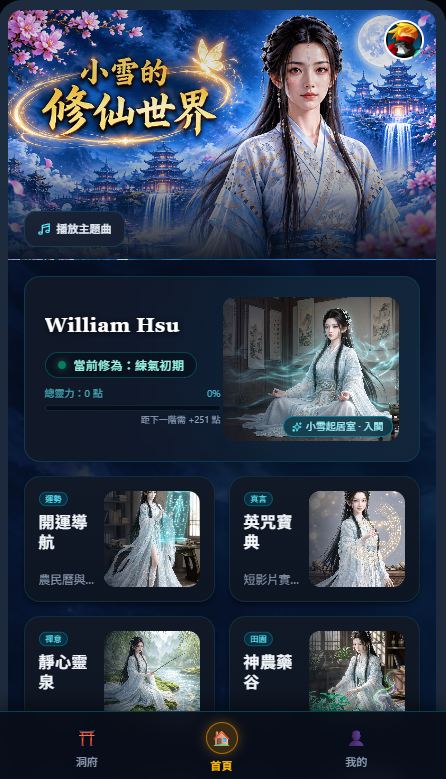 小雪的
修仙世界
播放主題曲
William Hsu
當前修為：練氣初期
總靈力：0 點
0%
距下一階需 +251 點
小雪起居室 · 入關
運勢
開運導
航
農民曆與...
真言
英咒寶
典
短影片實...
禪意
靜心靈
泉
田園
神農藥
谷
洞府
首頁
我的